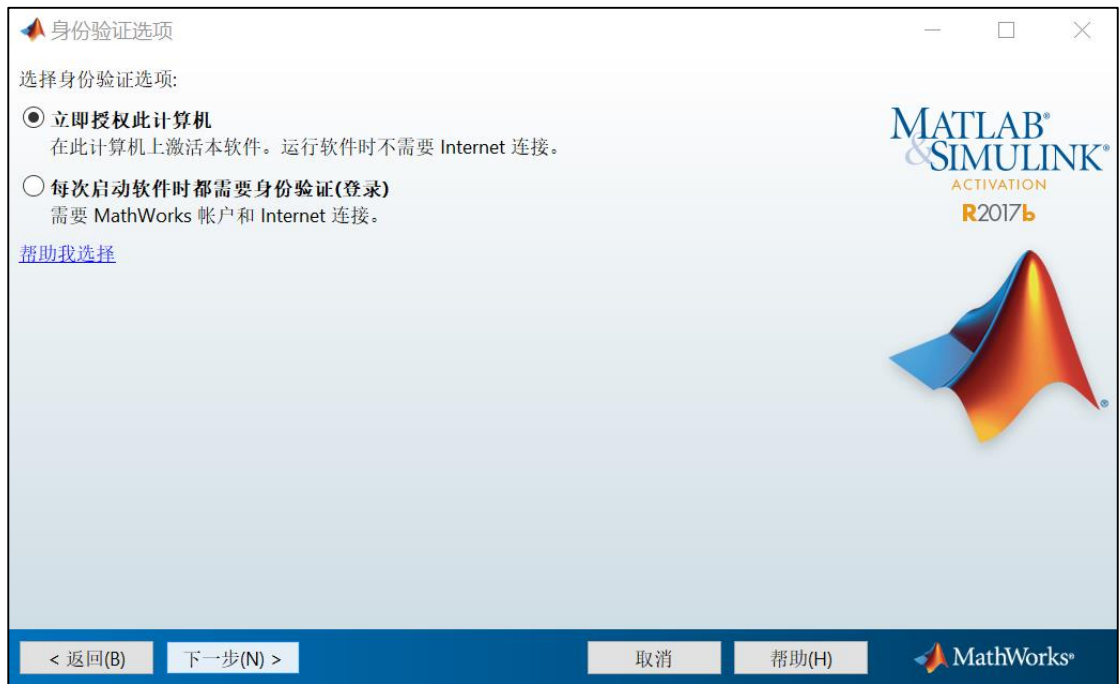 身份验证选项
选择身份验证选项:
立即授权此计算机
在此计算机上激活本软件。运行软件时不需要 Internet 连接。
每次启动软件时都需要身份验证(登录)
需要 MathWorks 帐户和 Internet 连接。
帮助我选择
MATLAB®
&SIMULINK®
ACTIVATION
R2017b
®
< 返回(B) 下一步(N) > 取消 帮助(H) MathWorks®